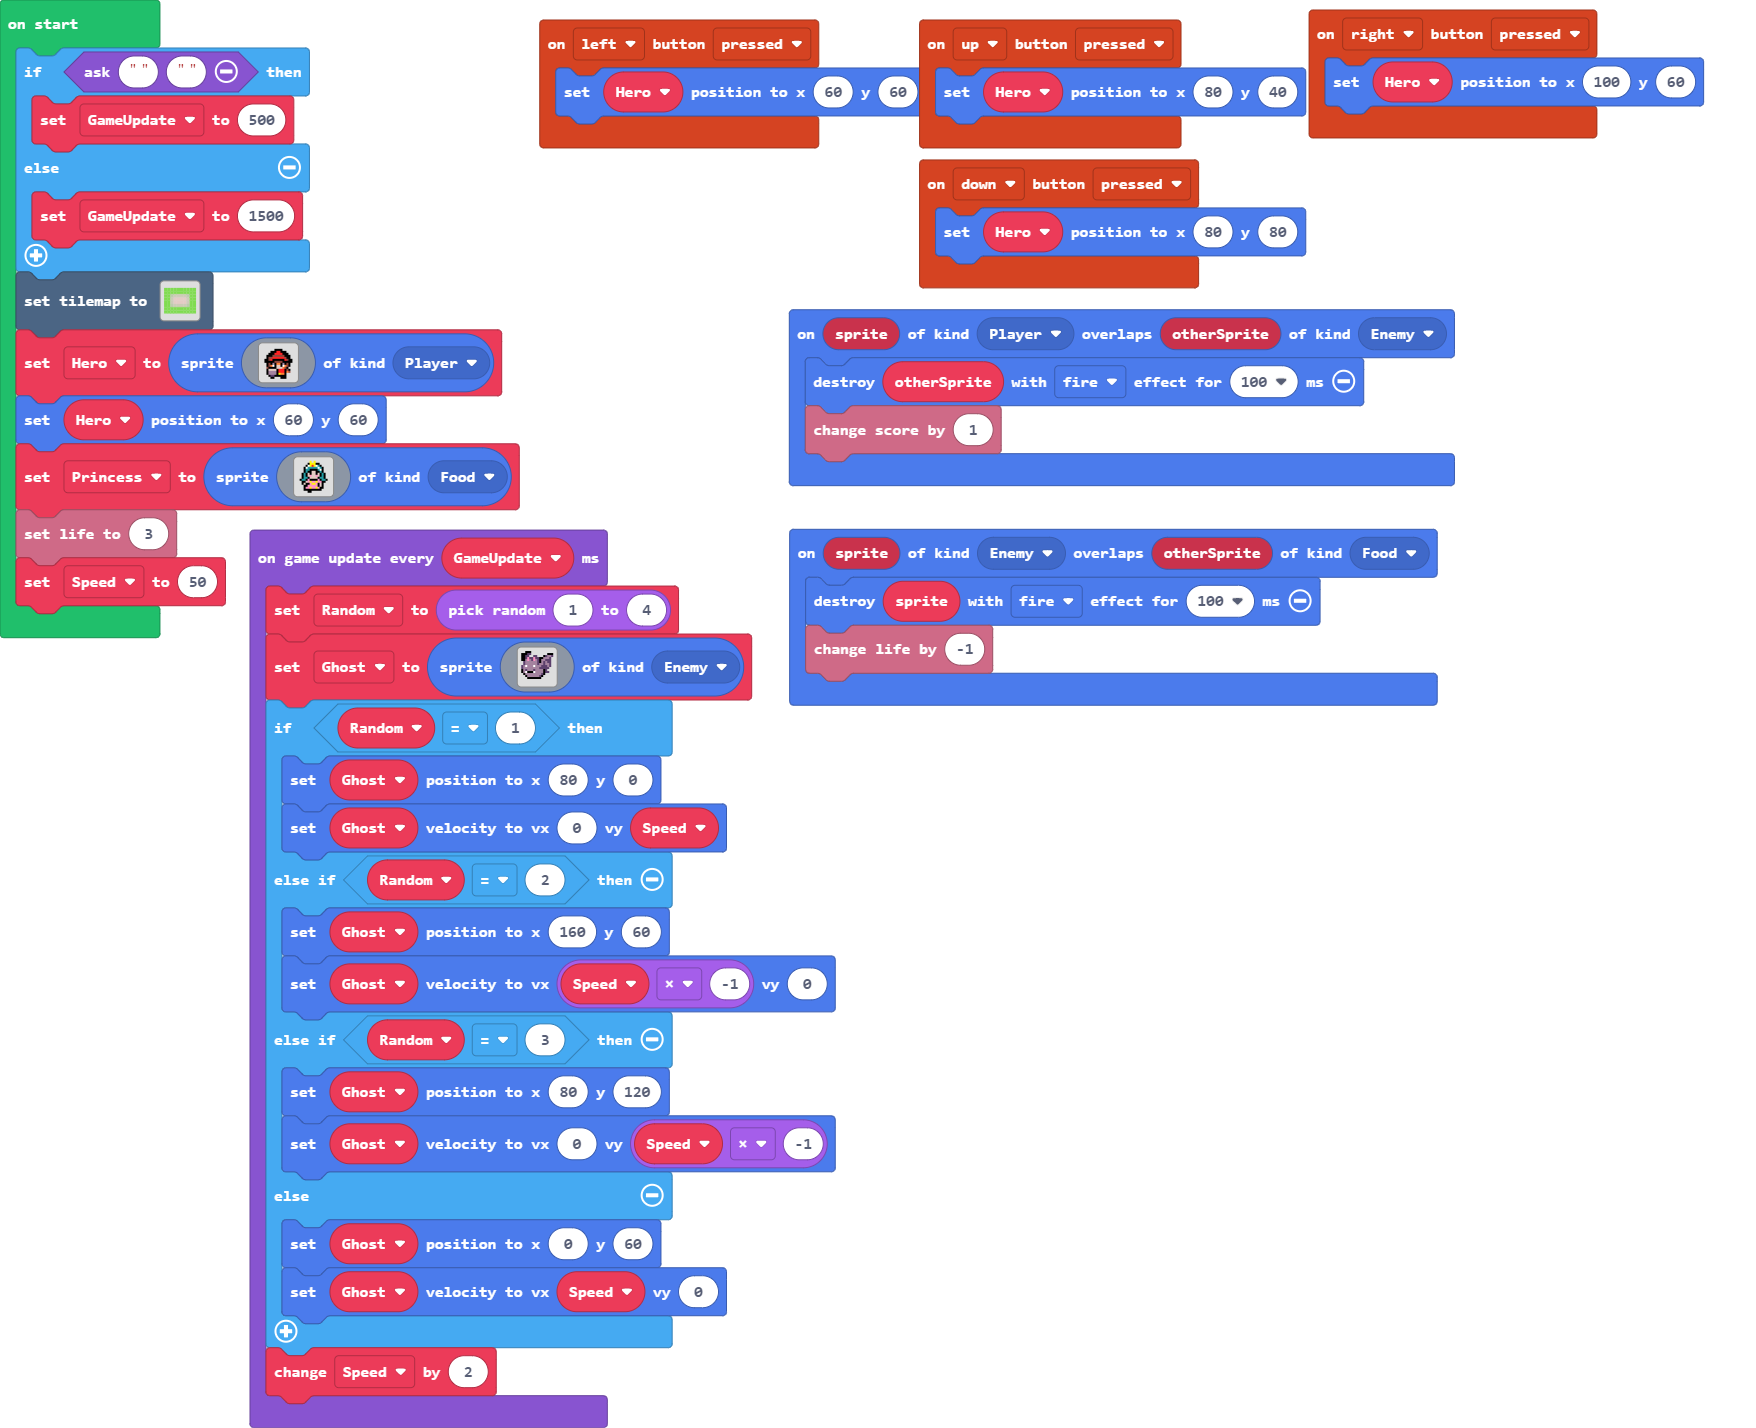 on start
if ask " " " " then
set GameUpdate to 500
else
set GameUpdate to 1500
set tilemap to
set Hero to sprite of kind Player
set Hero position to x 60 y 60
set Princess to sprite of kind Food
set life to 3
set Speed to 50
on left button pressed
set Hero position to x 60 y 60
on up button pressed
set Hero position to x 80 y 40
on right button pressed
set Hero position to x 100 y 60
on down button pressed
set Hero position to x 80 y 80
on sprite of kind Player overlaps otherSprite of kind Enemy
destroy otherSprite with fire effect for 100 ms
change score by 1
on sprite of kind Enemy overlaps otherSprite of kind Food
destroy sprite with fire effect for 100 ms
change life by -1
on game update every GameUpdate ms
set Random to pick random 1 to 4
set Ghost to sprite of kind Enemy
if Random = 1 then
set Ghost position to x 80 y 0
set Ghost velocity to vx 0 vy Speed
else if Random = 2 then
set Ghost position to x 160 y 60
set Ghost velocity to vx Speed × -1 vy 0
else if Random = 3 then
set Ghost position to x 80 y 120
set Ghost velocity to vx 0 vy Speed × -1
else
set Ghost position to x 0 y 60
set Ghost velocity to vx Speed vy 0
change Speed by 2